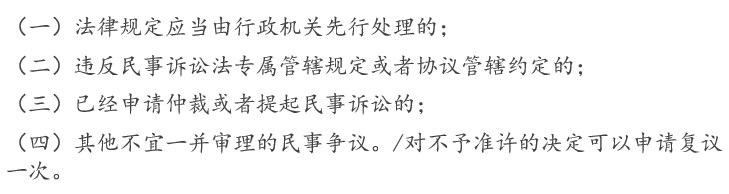 （一）法律规定应当由行政机关先行处理的；
（二）违反民事诉讼法专属管辖规定或者协议管辖约定的；
（三）已经申请仲裁或者提起民事诉讼的；
（四）其他不宜一并审理的民事争议。/对不予准许的决定可以申请复议
一次。